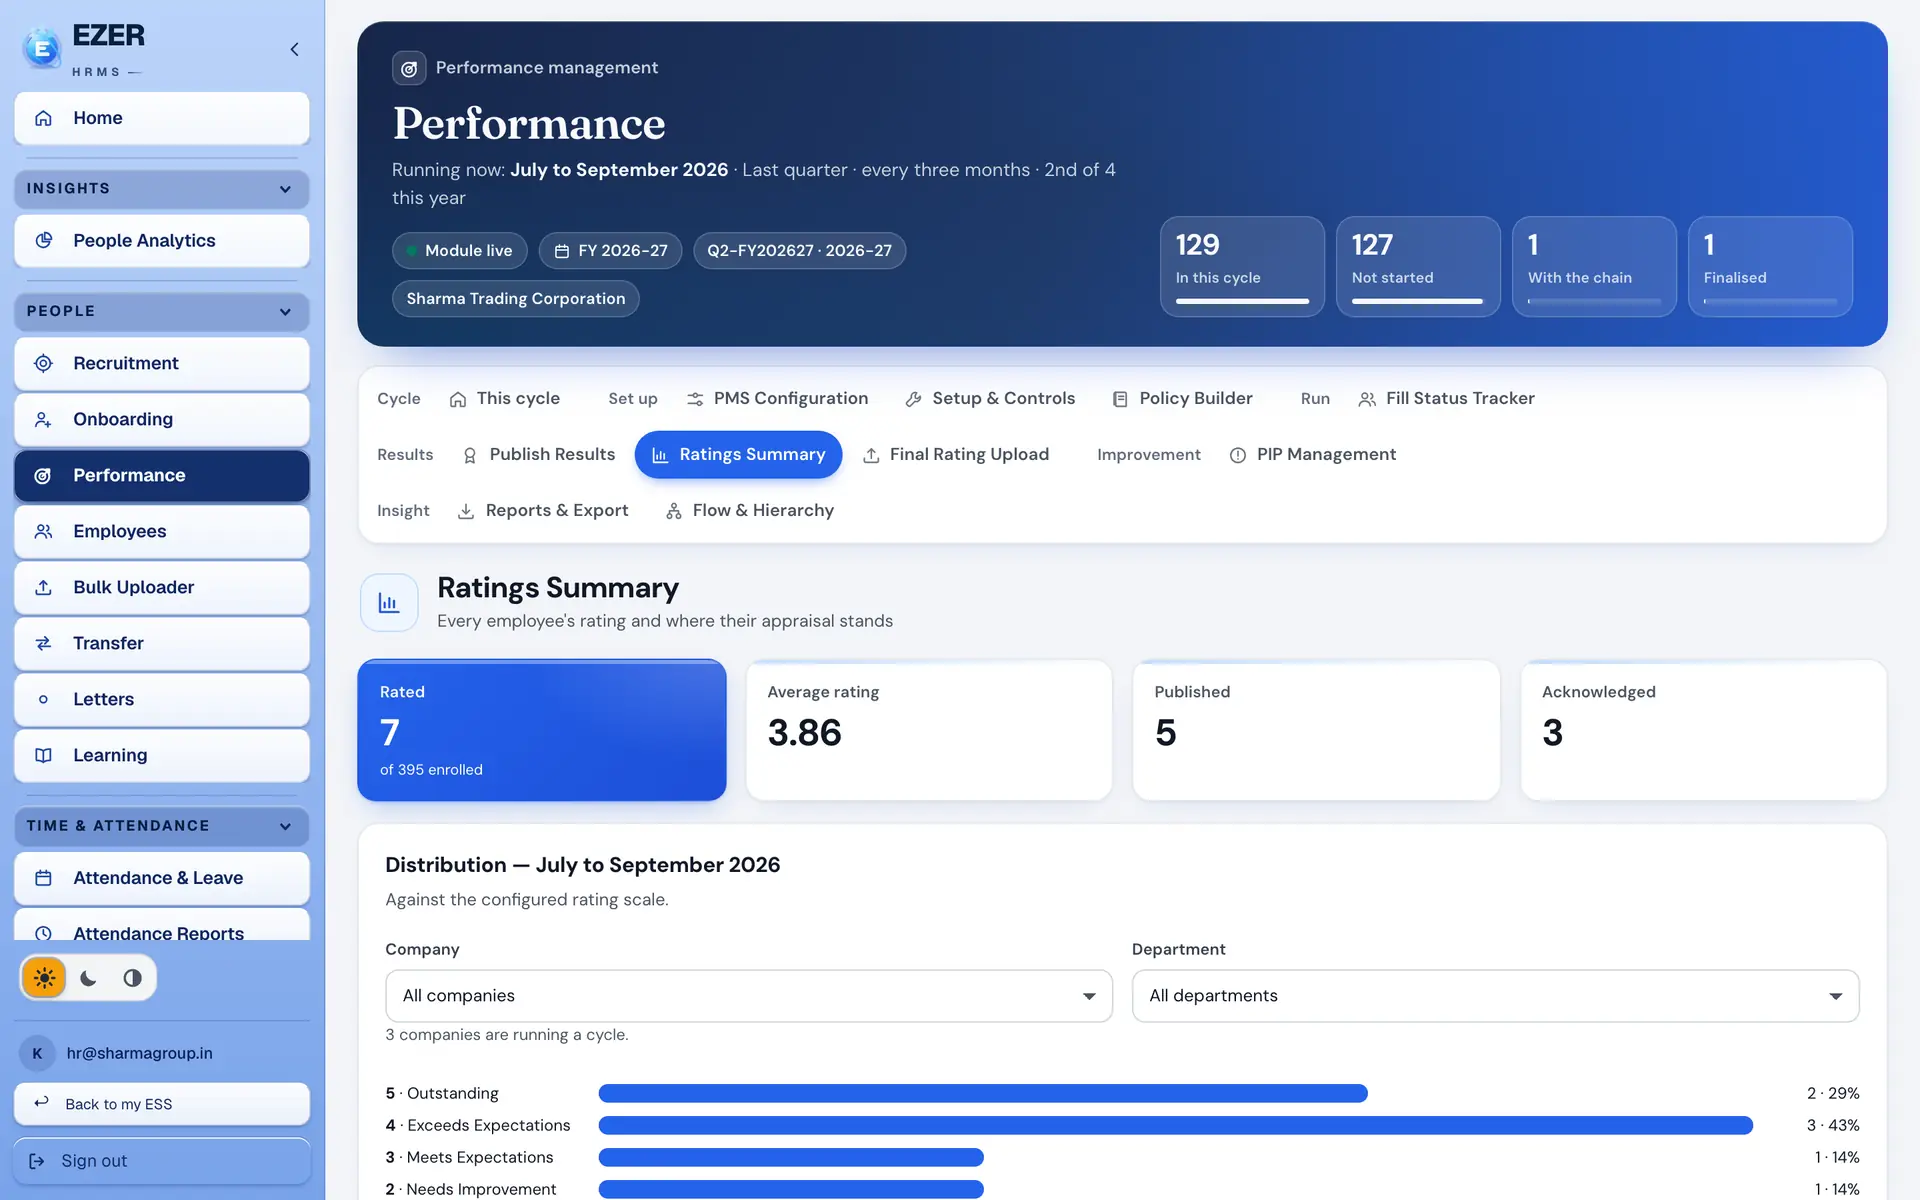 EZER
HRMS
Home
INSIGHTS
People Analytics
PEOPLE
Recruitment
Onboarding
Performance
Employees
Bulk Uploader
Transfer
Letters
Learning
TIME & ATTENDANCE
Attendance & Leave
Attendance Reports
K hr@sharmagroup.in
Back to my ESS
Sign out
Performance management
Performance
Running now: July to September 2026 · Last quarter · every three months · 2nd of 4
this year
Module live FY 2026-27 Q2-FY202627 · 2026-27
Sharma Trading Corporation
129
In this cycle
127
Not started
1
With the chain
1
Finalised
Cycle This cycle Set up PMS Configuration Setup & Controls Policy Builder Run Fill Status Tracker
Results Publish Results Ratings Summary Final Rating Upload Improvement PIP Management
Insight Reports & Export Flow & Hierarchy
Ratings Summary
Every employee's rating and where their appraisal stands
Rated
7
of 395 enrolled
Average rating
3.86
Published
5
Acknowledged
3
Distribution — July to September 2026
Against the configured rating scale.
Company
All companies
3 companies are running a cycle.
Department
All departments
5 · Outstanding 2 · 29%
4 · Exceeds Expectations 3 · 43%
3 · Meets Expectations 1 · 14%
2 · Needs Improvement 1 · 14%